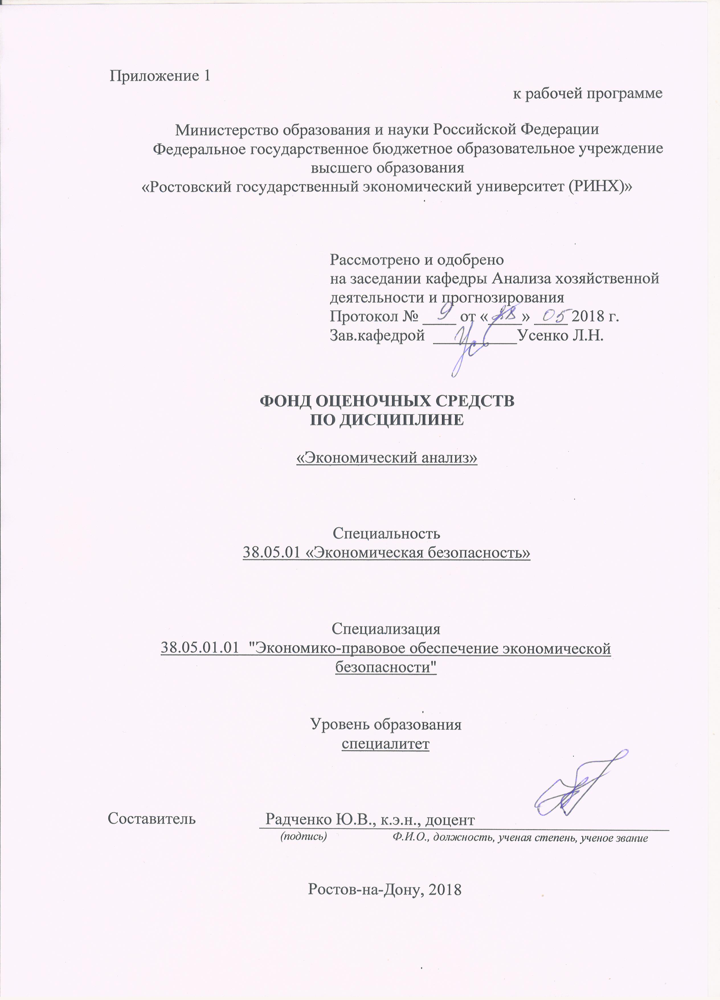 Приложение 1
к рабочей программе
Министерство образования и науки Российской Федерации
Федеральное государственное бюджетное образовательное учреждение
высшего образования
«Ростовский государственный экономический университет (РИНХ)»
Рассмотрено и одобрено
на заседании кафедры Анализа хозяйственной
деятельности и прогнозирования
Протокол № 9 от «28» 05 2018 г.
Зав.кафедрой __________Усенко Л.Н.
ФОНД ОЦЕНОЧНЫХ СРЕДСТВ
ПО ДИСЦИПЛИНЕ
«Экономический анализ»
Специальность
38.05.01 «Экономическая безопасность»
Специализация
38.05.01.01 "Экономико-правовое обеспечение экономической
безопасности"
Уровень образования
специалитет
Составитель Радченко Ю.В., к.э.н., доцент
(подпись) Ф.И.О., должность, ученая степень, ученое звание
Ростов-на-Дону, 2018